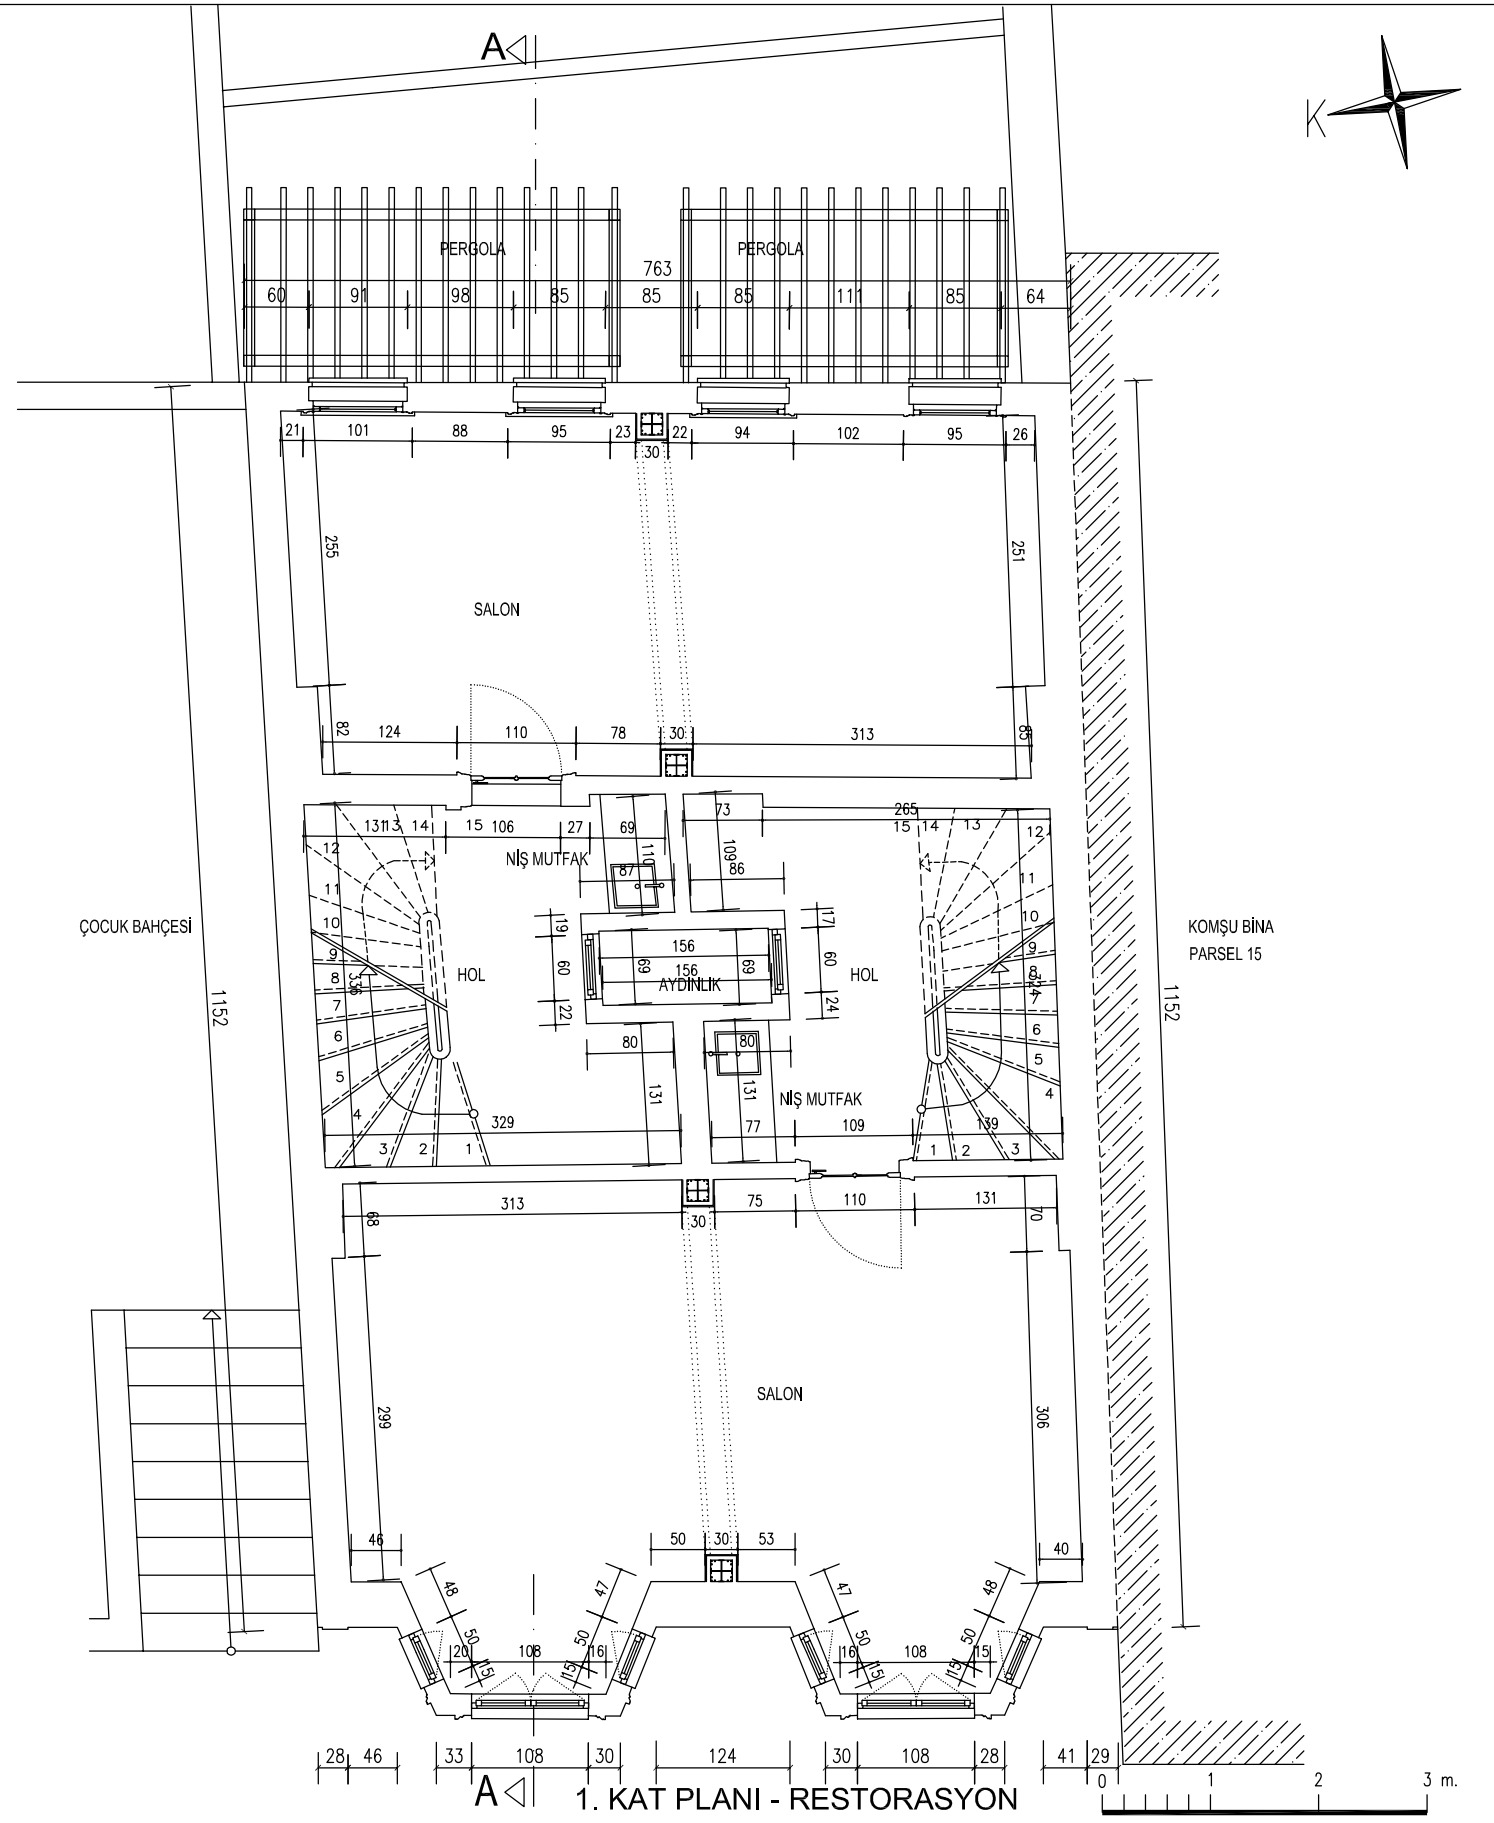 A
K
PERGOLA PERGOLA
763
60 91 98 85 85 85 111 85 64
21 101 88 95 23 30 22 94 102 95 26
255 251
SALON
82 124 110 78 30 313 85
131 13 14 15 106 27 69 73 265 15 14 13 12
12 NİŞ MUTFAK 110 109
87 86
11 11
10 19 17 10
ÇOCUK BAHÇESİ KOMŞU BİNA
PARSEL 15
9 156 9
8 336 HOL 60 69 156 69 60 HOL 8 324
AYDINLIK
7 22 24 7
1152 1152
6 80 80 6
5 5
4 131 131 NİŞ MUTFAK 4
329 77 109 139
3 2 1 1 2 3
68 313 30 75 110 131 70
299 SALON 306
46 50 30 53 40
48 47 47 48
50 50 50 50
20 108 16 16 108 15
15 15 15 15
28 46 33 108 30 124 30 108 28 41 29
A
1. KAT PLANI - RESTORASYON
0 1 2 3 m.